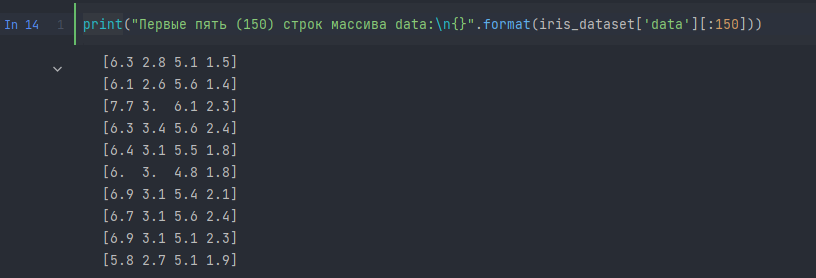 In 14 1 print("Первые пять (150) строк массива data:\n{}".format(iris_dataset['data'][:150]))
[6.3 2.8 5.1 1.5]
[6.1 2.6 5.6 1.4]
[7.7 3.  6.1 2.3]
[6.3 3.4 5.6 2.4]
[6.4 3.1 5.5 1.8]
[6.  3.  4.8 1.8]
[6.9 3.1 5.4 2.1]
[6.7 3.1 5.6 2.4]
[6.9 3.1 5.1 2.3]
[5.8 2.7 5.1 1.9]